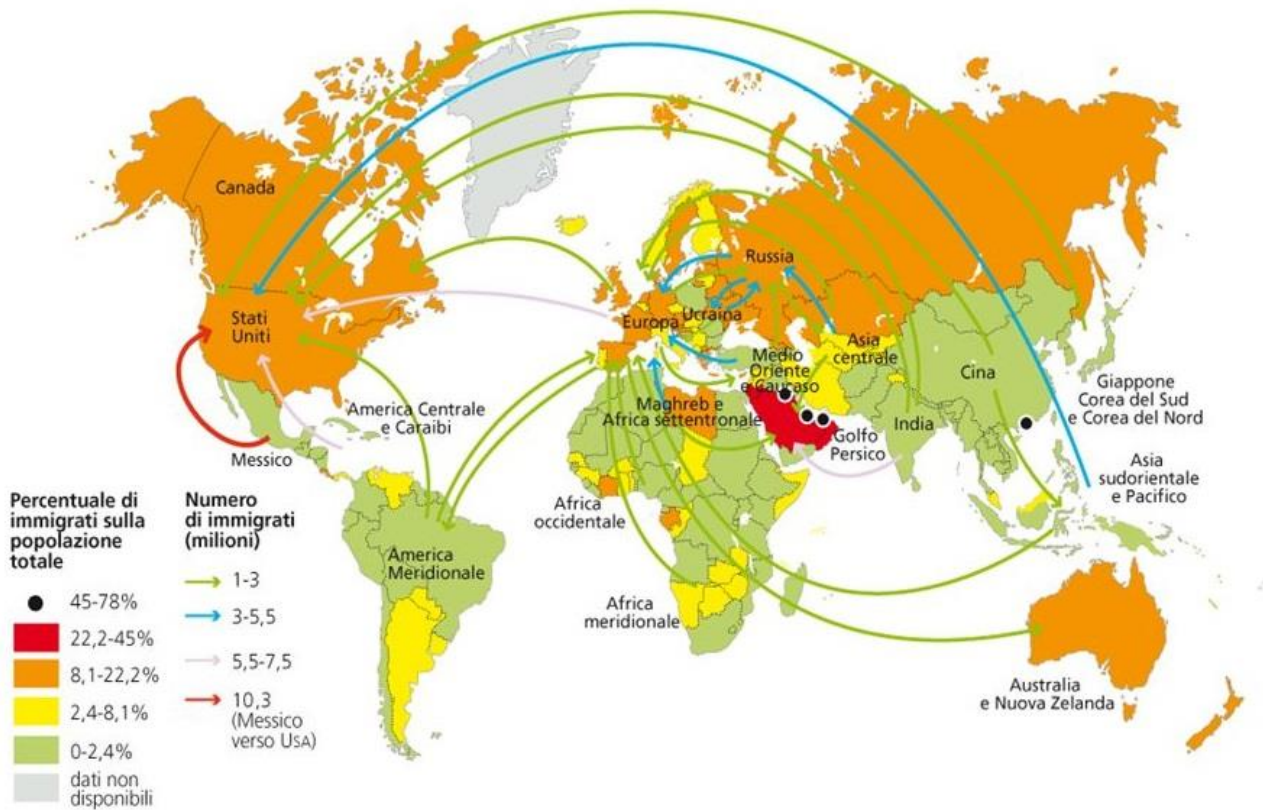 Canada
Stati
Uniti
Messico
America Centrale
e Caraibi
America
Meridionale
Europa
Ucraina
Russia
Medio
Oriente
e Caucaso
Asia
centrale
Maghreb e
Africa settentronale
Golfo
Persico
India
Cina
Giappone
Corea del Sud
e Corea del Nord
Asia
sudorientale
e Pacifico
Africa
occidentale
Africa
meridionale
Australia
e Nuova Zelanda
Percentuale di
immigrati sulla
popolazione
totale
45-78%
22,2-45%
8,1-22,2%
2,4-8,1%
0-2,4%
dati non
disponibili
Numero
di immigrati
(milioni)
1-3
3-5,5
5,5-7,5
10,3
(Messico
verso USA)